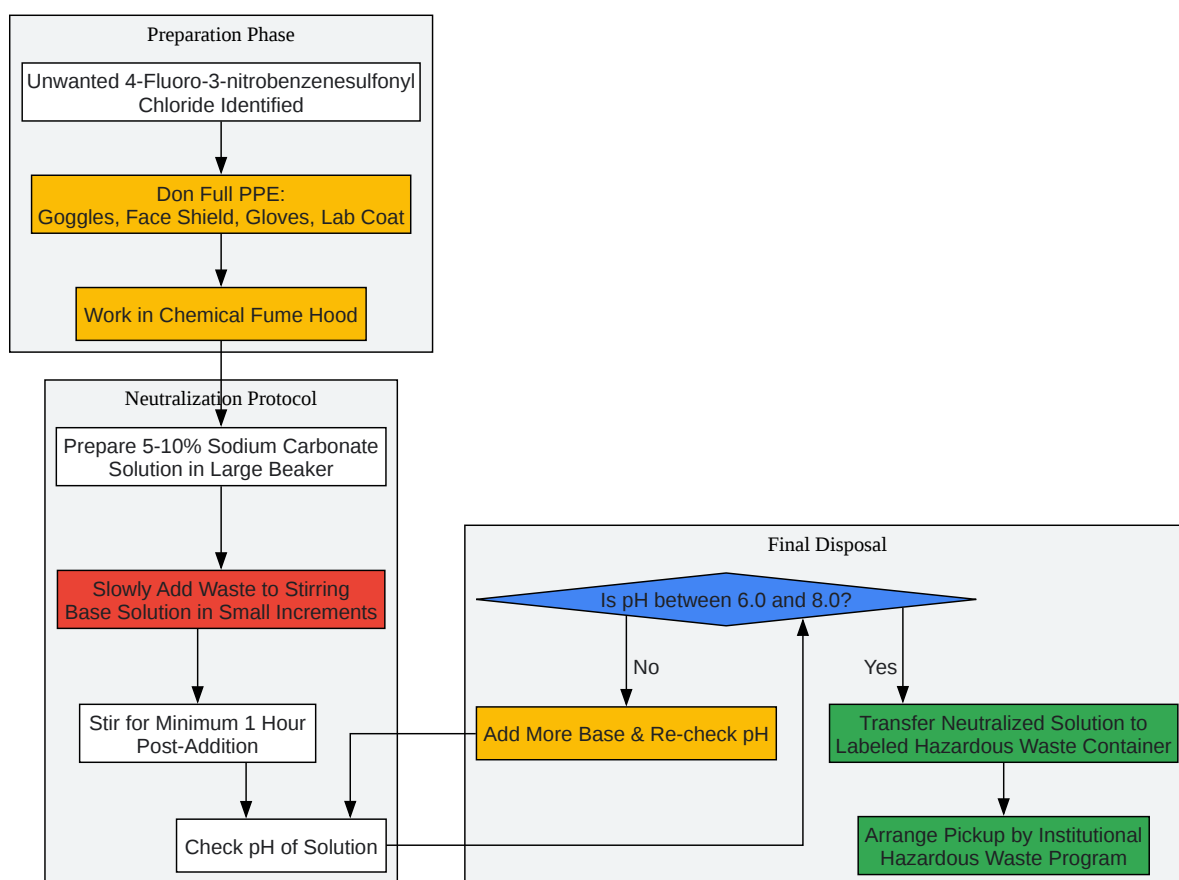 Preparation Phase
Unwanted 4-Fluoro-3-nitrobenzenesulfonyl
Chloride Identified
Don Full PPE:
Goggles, Face Shield, Gloves, Lab Coat
Work in Chemical Fume Hood
Neutralization Protocol
Prepare 5-10% Sodium Carbonate
Solution in Large Beaker
Slowly Add Waste to Stirring
Base Solution in Small Increments
Stir for Minimum 1 Hour
Post-Addition
Check pH of Solution
Final Disposal
Is pH between 6.0 and 8.0?
No
Yes
Add More Base & Re-check pH
Transfer Neutralized Solution to
Labeled Hazardous Waste Container
Arrange Pickup by Institutional
Hazardous Waste Program